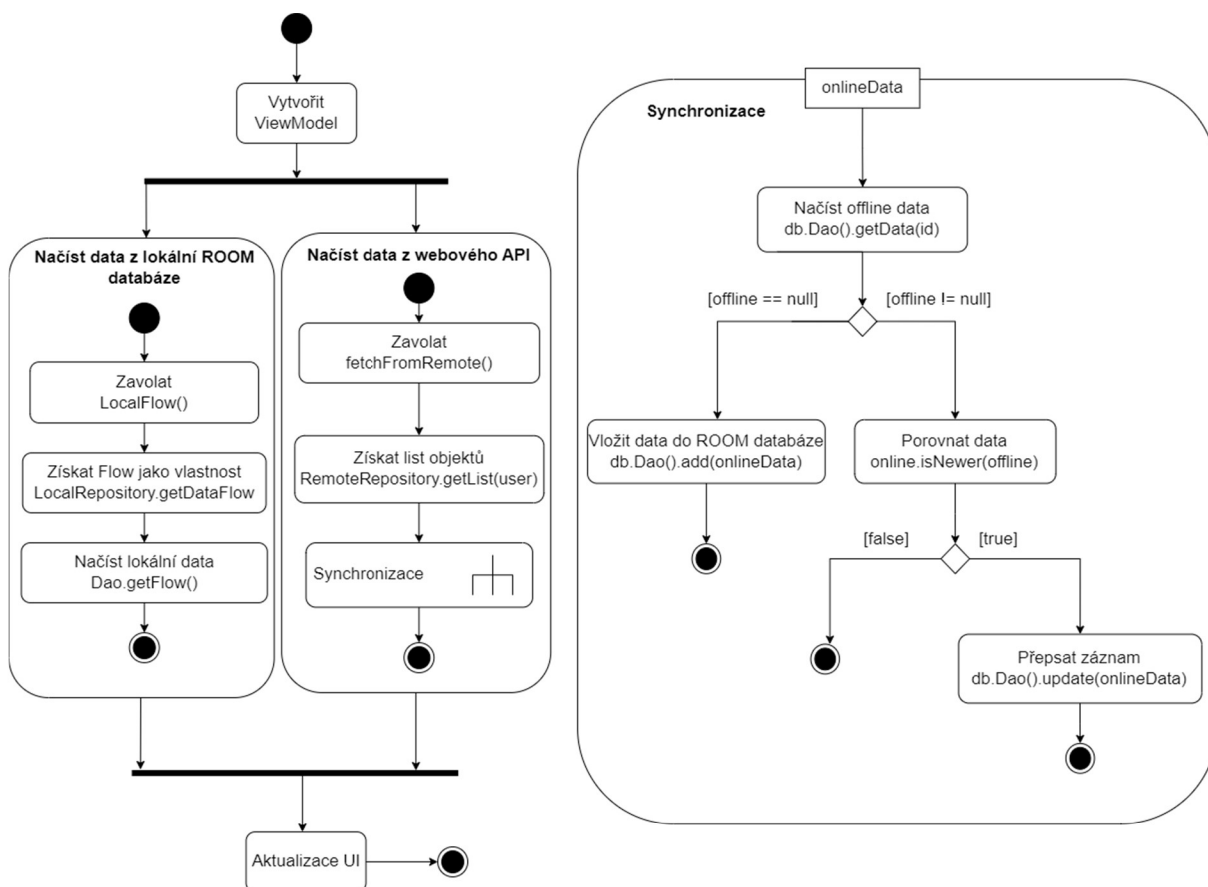 Vytvořit
ViewModel
Načíst data z lokální ROOM
databáze
Zavolat
LocalFlow()
Získat Flow jako vlastnost
LocalRepository.getDataFlow
Načíst lokální data
Dao.getFlow()
Načíst data z webového API
Zavolat
fetchFromRemote()
Získat list objektů
RemoteRepository.getList(user)
Synchronizace
Aktualizace UI
onlineData
Synchronizace
Načíst offline data
db.Dao().getData(id)
[offline == null]
[offline != null]
Vložit data do ROOM databáze
db.Dao().add(onlineData)
Porovnat data
online.isNewer(offline)
[false]
[true]
Přepsat záznam
db.Dao().update(onlineData)